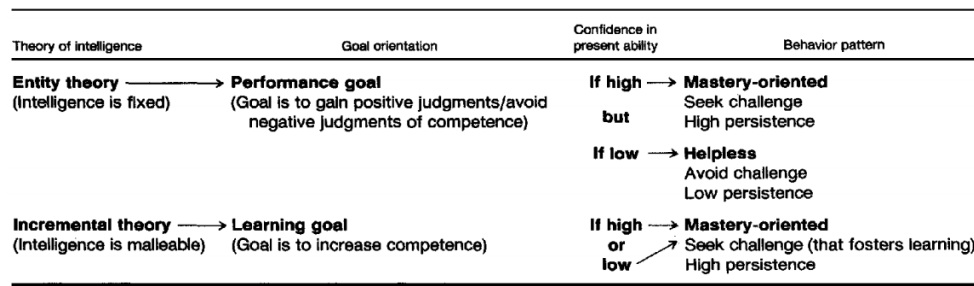 Theory of intelligence Goal orientation Confidence in present ability Behavior pattern
Entity theory → Performance goal If high → Mastery-oriented
(Intelligence is fixed) (Goal is to gain positive judgments/avoid Seek challenge
negative judgments of competence) but High persistence
If low → Helpless
Avoid challenge
Low persistence
Incremental theory → Learning goal If high → Mastery-oriented
(Intelligence is malleable) (Goal is to increase competence) or Seek challenge (that fosters learning)
low High persistence